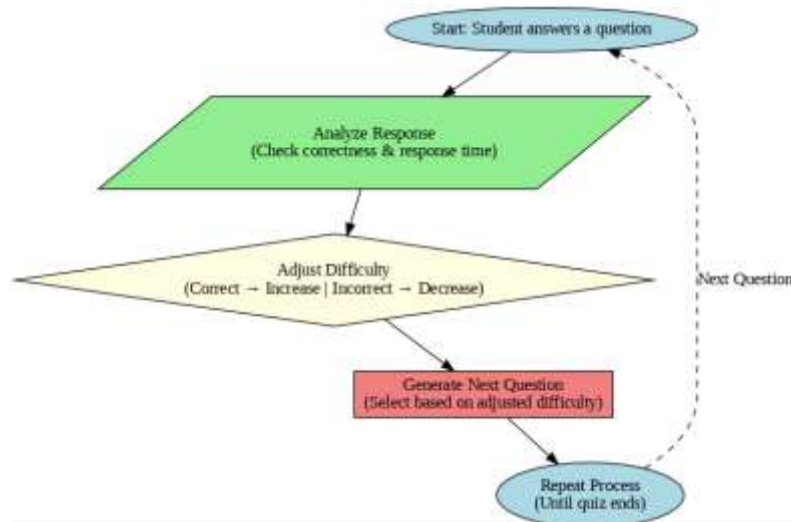 Start: Student answers a question
Analyze Response
(Check correctness & response time)
Adjust Difficulty
(Correct → Increase | Incorrect → Decrease)
Next Question
Generate Next Question
(Select based on adjusted difficulty)
Repeat Process
(Until quiz ends)